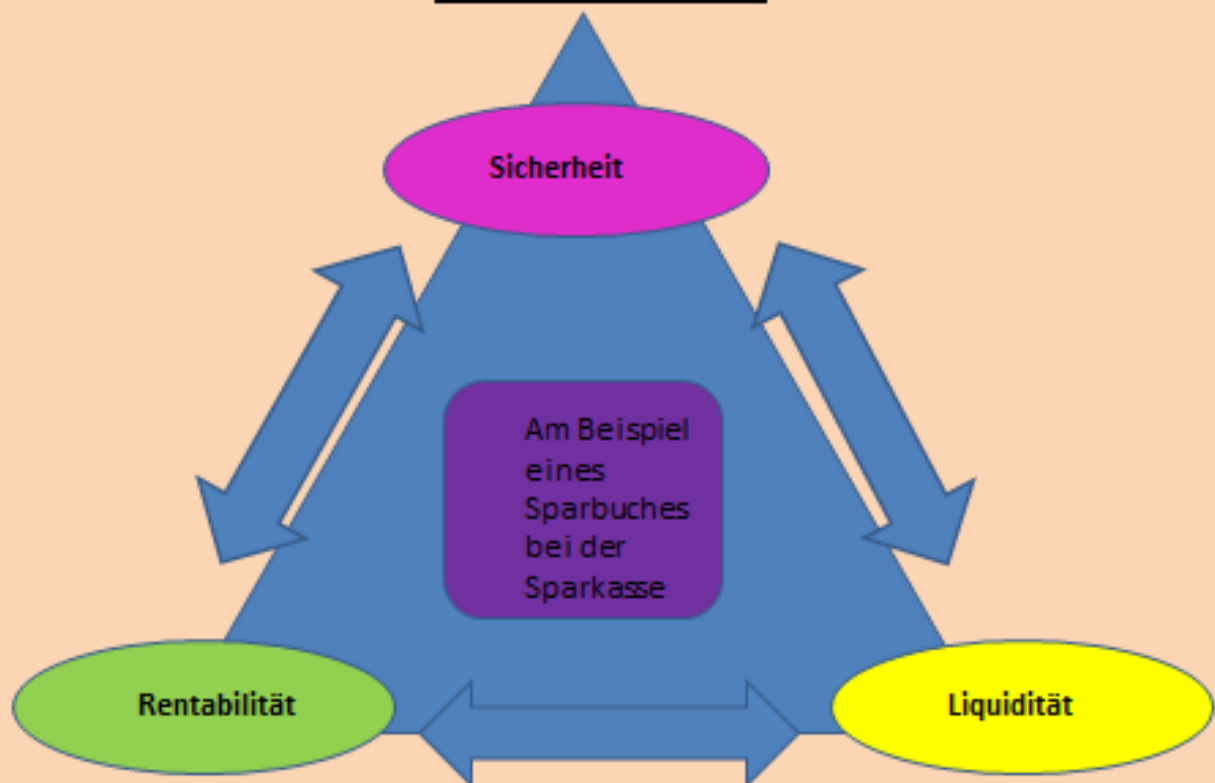 Sicherheit
Am Beispiel
eines
Sparbuches
bei der
Sparkasse
Rentabilität
Liquidität